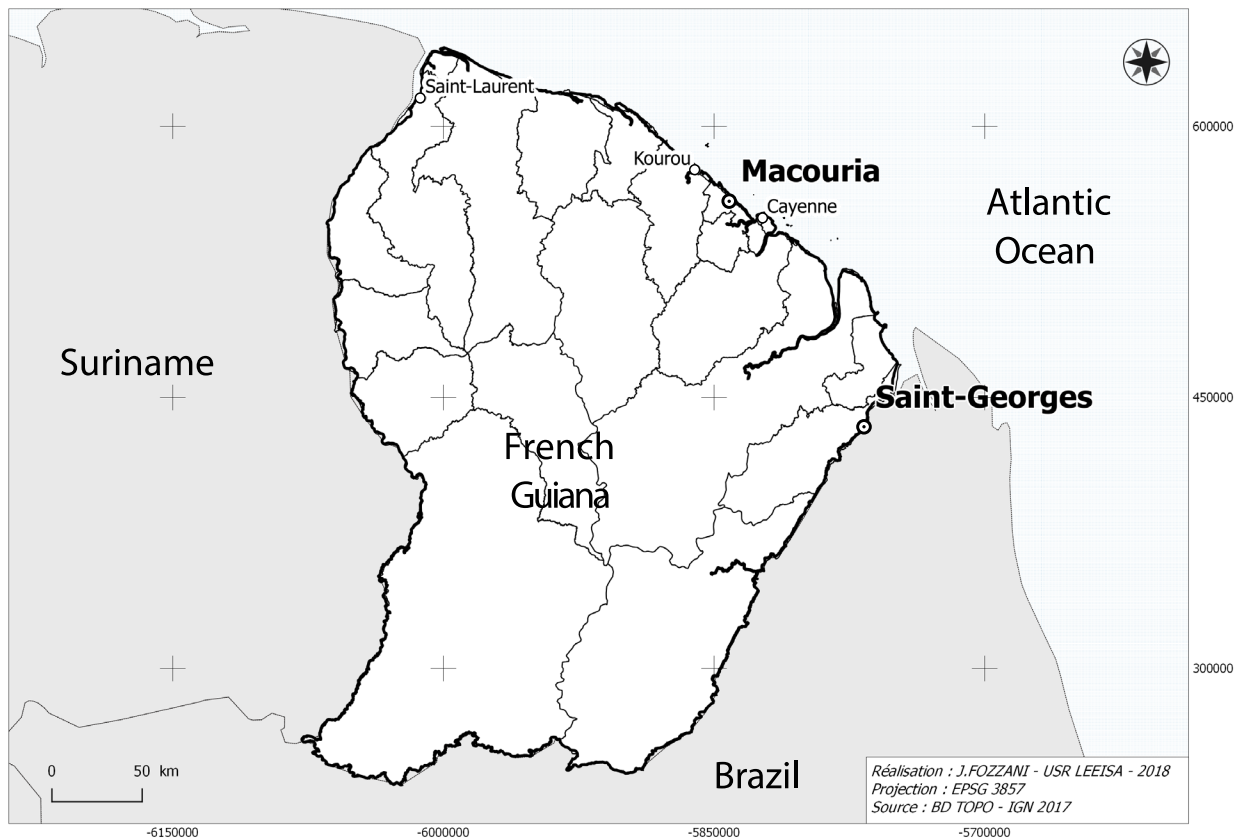 Saint-Laurent
600000
Kourou
Macouria
Cayenne
Atlantic
Ocean
Suriname
Saint-Georges
450000
French
Guiana
300000
0 50 km
Brazil
Réalisation : J.FOZZANI - USR LEEISA - 2018
Projection : EPSG 3857
Source : BD TOPO - IGN 2017
-6150000 -6000000 -5850000 -5700000